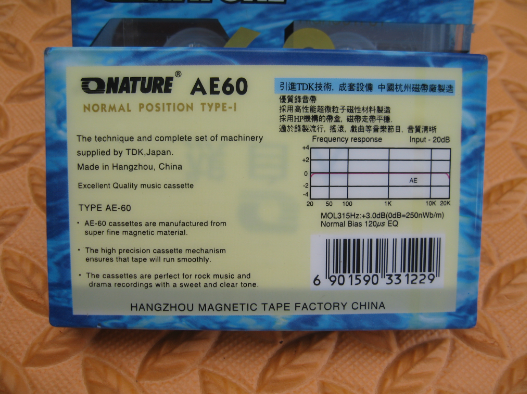 NATURE® AE60
NORMAL POSITION TYPE-I
The technique and complete set of machinery
supplied by TDK.Japan.
Made in Hangzhou, China
Excellent Quality music cassette
TYPE AE-60
· AE-60 cassettes are manufactured from
super fine magnetic material.
· The high precision cassette mechanism
ensures that tape will run smoothly.
· The cassettes are perfect for rock music and
drama recordings with a sweet and clear tone.
引進TDK技術，成套設備 中國杭州磁帶廠製造
優質錄音帶
採用高性能超微粒子磁性材料製造
採用HP機構的帶盒，磁帶走帶平穩
適於錄製流行，搖滾，戲曲等音樂節目，音質清晰
Frequency response Input - 20dB
+4
+2
0
-2
-4
AE
20 50 100 1K 10K 20K
MOL315Hz:+3.0dB(0dB=250nWb/m)
Normal Bias 120μs EQ
6 901590 331229
HANGZHOU MAGNETIC TAPE FACTORY CHINA